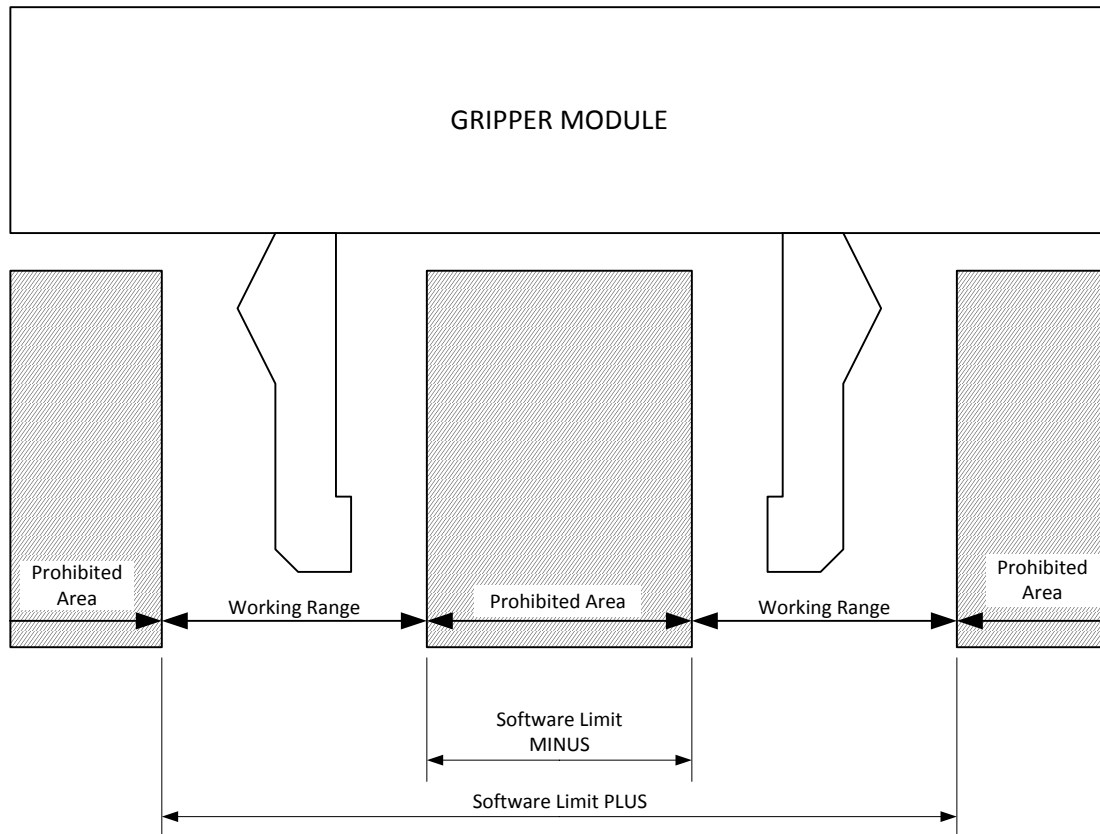 GRIPPER MODULE
Prohibited
Area
Working Range
Prohibited Area
Working Range
Prohibited
Area
Software Limit
MINUS
Software Limit PLUS